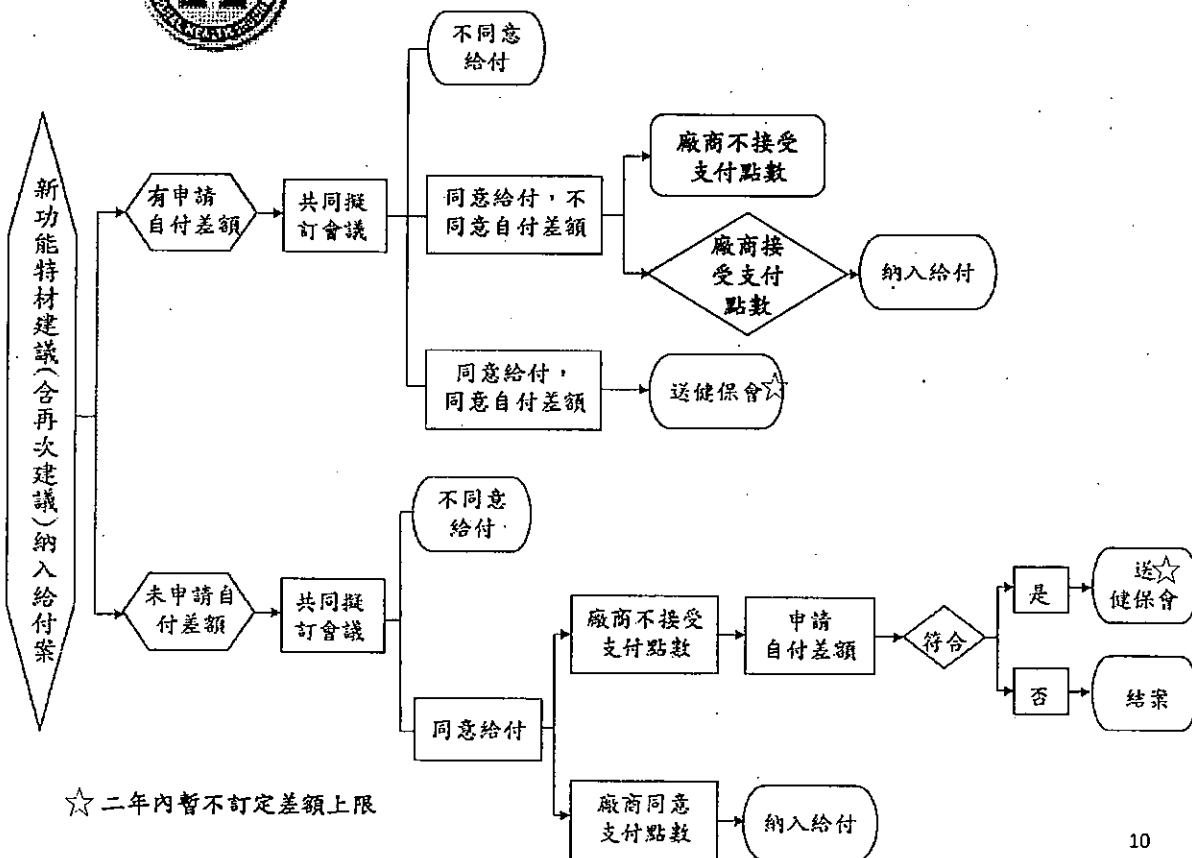 新功能特材建議(含再次建議)納入給付案
有申請
自付差額
共同擬
訂會議
不同意
給付
同意給付，不
同意自付差額
廠商不接受
支付點數
廠商接
受支付
點數
納入給付
同意給付，
同意自付差額
送健保會☆
未申請自
付差額
共同擬
訂會議
不同意
給付
同意給付
廠商不接受
支付點數
申請
自付差額
符合
是
送☆
健保會
否
結案
廠商同意
支付點數
納入給付
☆二年內暫不訂定差額上限
10